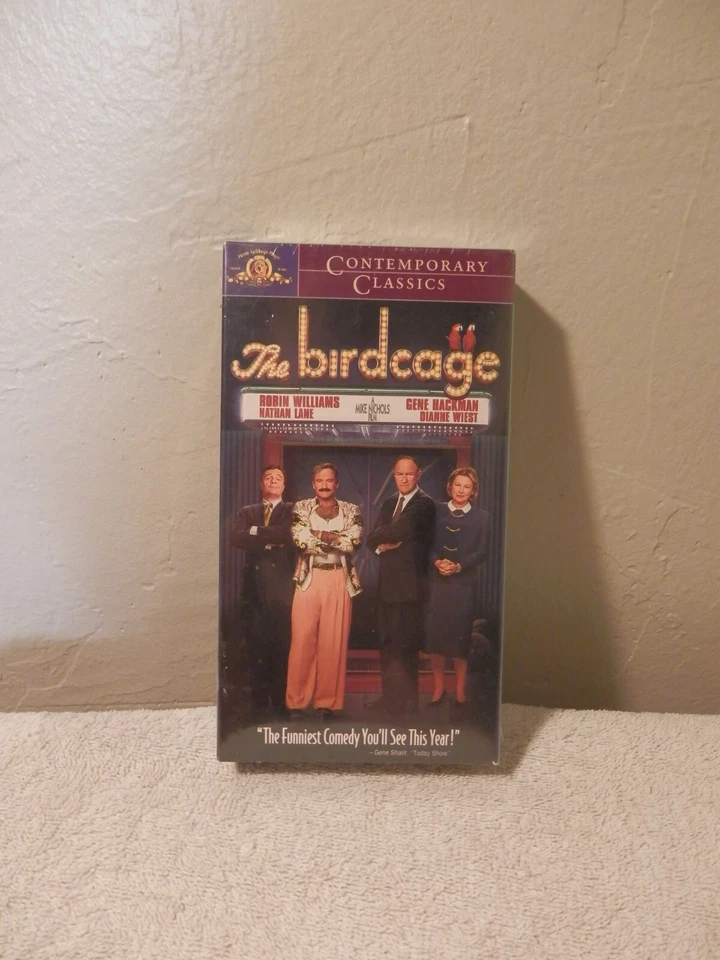 CONTEMPORARY
CLASSICS
The birdcage
ROBIN WILLIAMS
NATHAN LANE
A
MIKE NICHOLS
FILM
GENE HACKMAN
DIANNE WIEST
"The Funniest Comedy You'll See This Year!"
– Gene Shalit, "Today Show"